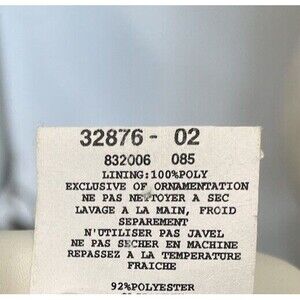 32876 - 02
832006 085
LINING:100%POLY
EXCLUSIVE OF ORNAMENTATION
NE PAS NETTOYER A SEC
LAVAGE A LA MAIN, FROID
SEPAREMENT
N'UTILISER PAS JAVEL
NE PAS SECHER EN MACHINE
REPASSEZ A LA TEMPERATURE
FRAICHE
92%POLYESTER